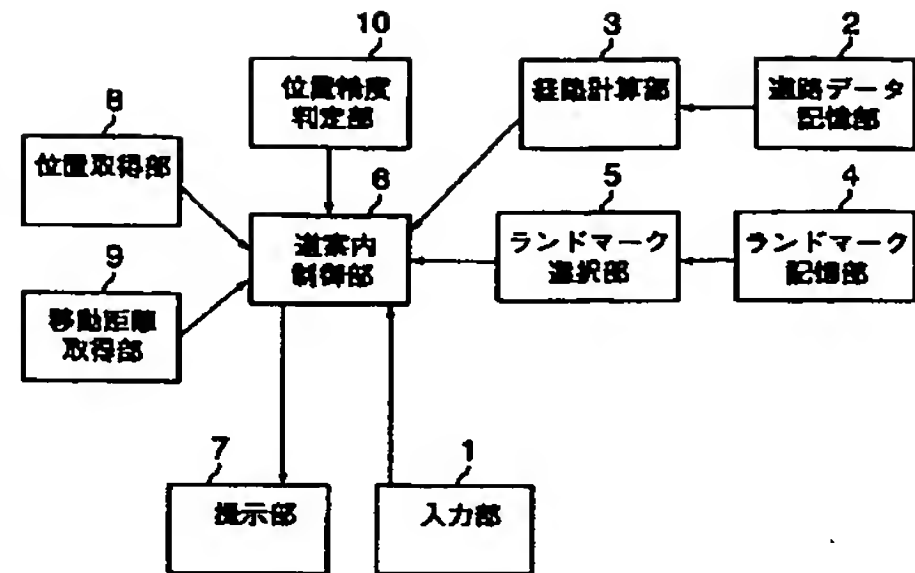 10
位置精度
判定部
3
経路計算部
2
道路データ
記憶部
8
位置取得部
6
道案内
制御部
5
ランドマーク
選択部
4
ランドマーク
記憶部
9
移動距離
取得部
7
提示部
1
入力部